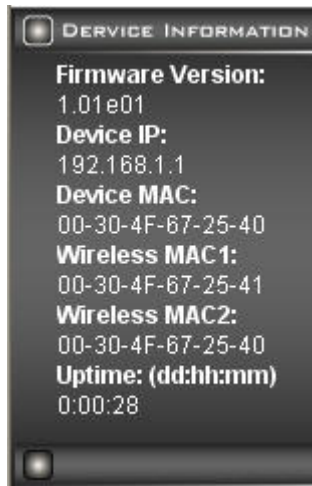 DERVICE INFORMATION
Firmware Version:
1.01e01
Device IP:
192.168.1.1
Device MAC:
00-30-4F-67-25-40
Wireless MAC1:
00-30-4F-67-25-41
Wireless MAC2:
00-30-4F-67-25-40
Uptime: (dd:hh:mm)
0:00:28